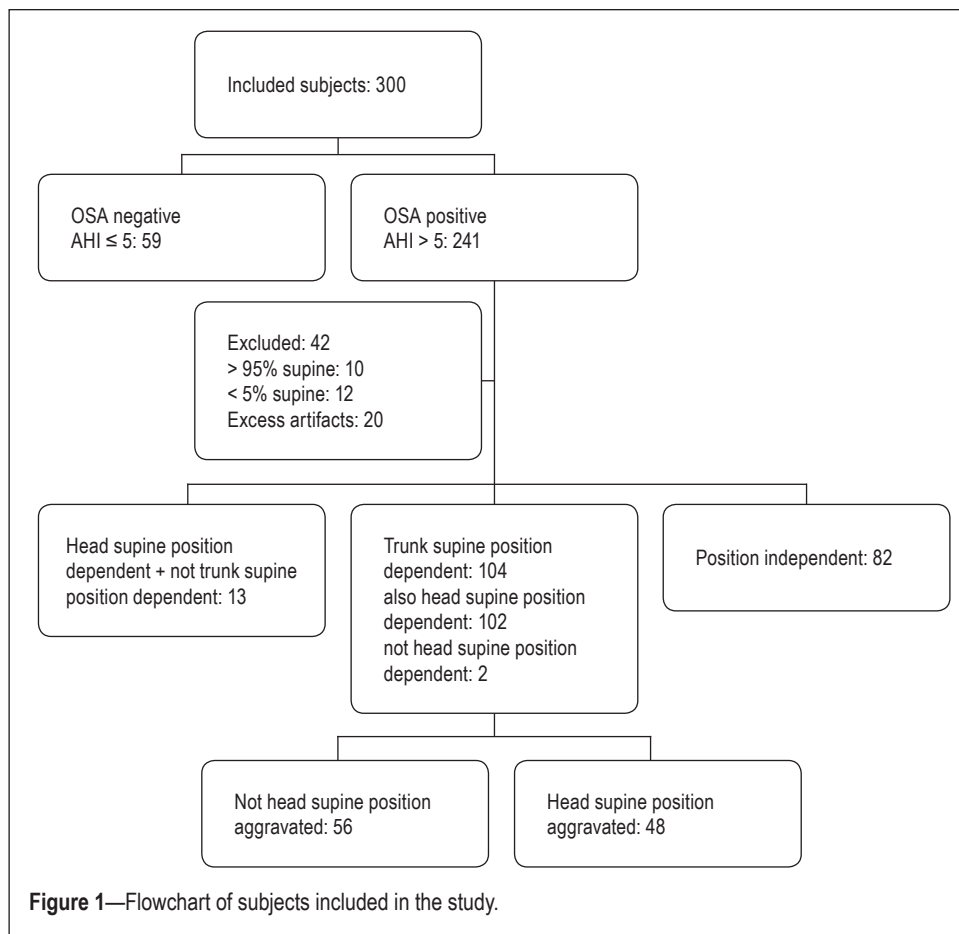 Included subjects: 300
OSA negative
AHI ≤ 5: 59
OSA positive
AHI > 5: 241
Excluded: 42
> 95% supine: 10
< 5% supine: 12
Excess artifacts: 20
Head supine position
dependent + not trunk supine
position dependent: 13
Trunk supine position
dependent: 104
also head supine position
dependent: 102
not head supine position
dependent: 2
Position independent: 82
Not head supine position
aggravated: 56
Head supine position
aggravated: 48
Figure 1—Flowchart of subjects included in the study.